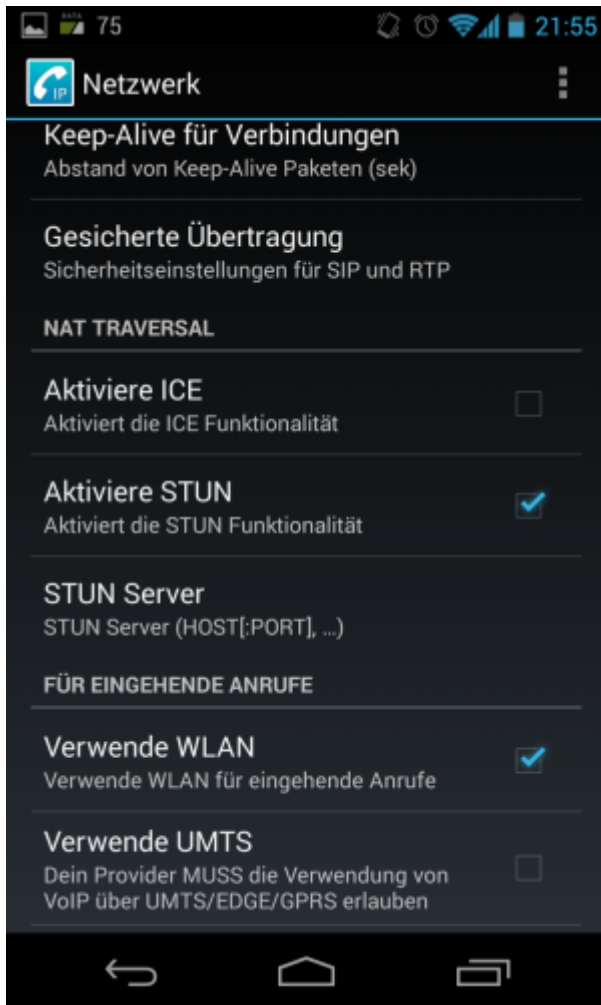 DATA
75
21:55
IP
Netzwerk
Keep-Alive für Verbindungen
Abstand von Keep-Alive Paketen (sek)
Gesicherte Übertragung
Sicherheitseinstellungen für SIP und RTP
NAT TRAVERSAL
Aktiviere ICE
Aktiviert die ICE Funktionalität
Aktiviere STUN
Aktiviert die STUN Funktionalität
STUN Server
STUN Server (HOST[:PORT], ...)
FÜR EINGEHENDE ANRUFE
Verwende WLAN
Verwende WLAN für eingehende Anrufe
Verwende UMTS
Dein Provider MUSS die Verwendung von
VoIP über UMTS/EDGE/GPRS erlauben